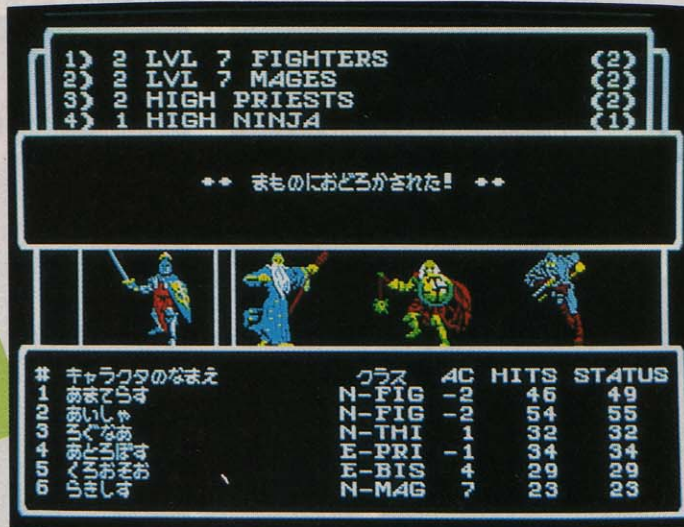 1) 2 LVL 7 FIGHTERS (2)
2) 2 LVL 7 MAGES (2)
3) 2 HIGH PRIESTS (2)
4) 1 HIGH NINJA (1)
** まものにおどろかされた! **
# キャラクタのなまえ クラス AC HITS STATUS
1 あまてらす N-FIG -2 46 49
2 あいしゃ N-FIG -2 54 55
3 ろぐなあ N-THI 1 32 32
4 あとろぽす E-PRI -1 34 34
5 くろおそお E-BIS 4 29 29
6 らきしす N-MAG 7 23 23